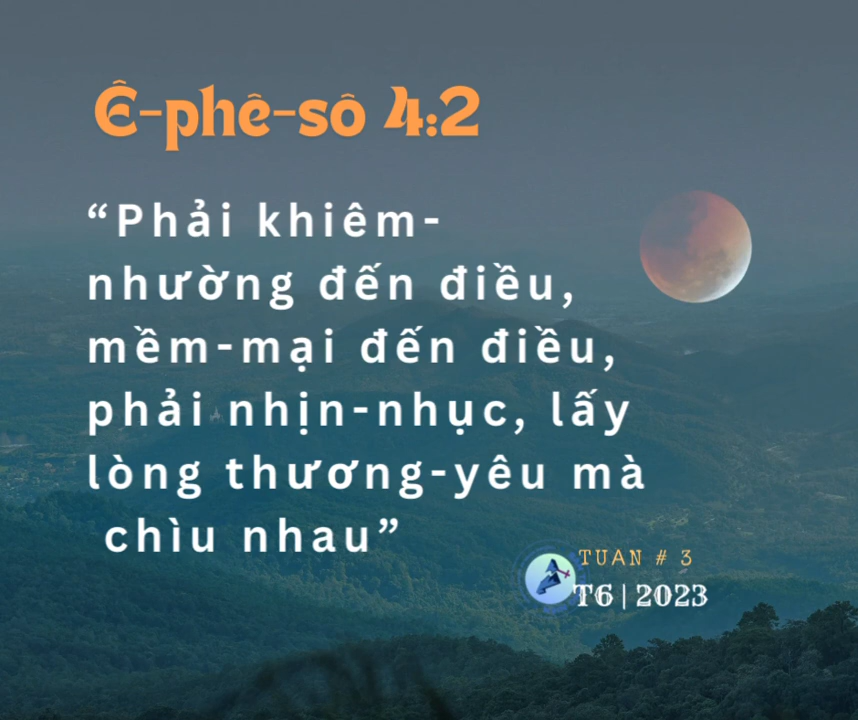 Ê-phê-sô 4:2
“Phải khiêm-
nhường đến điều,
mềm-mại đến điều,
phải nhịn-nhục, lấy
lòng thương-yêu mà
chìu nhau”
TUAN # 3
T6 | 2023